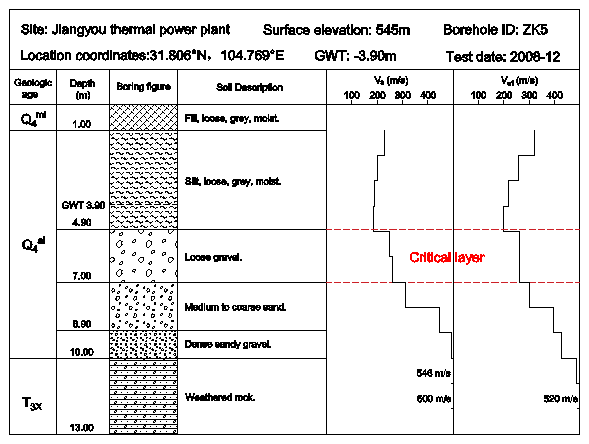 Site: Jiangyou thermal power plant Surface elevation: 545m Borehole ID: ZK5
Location coordinates:31.806°N, 104.769°E GWT: -3.90m Test date: 2008-12
Geologic age Depth (m) Boring figure Soil Description Vs (m/s) Vs1 (m/s)
100 200 300 400 100 200 300 400
Q4ml 1.00 Fill, loose, grey, moist.
Silt, loose, grey, moist.
GWT 3.90
4.90
Q4al Loose gravel. Critical layer
7.00
Medium to coarse sand.
8.90
Dense sandy gravel.
10.00
546 m/s
T3X Weathered rock. 600 m/s 520 m/s
13.00